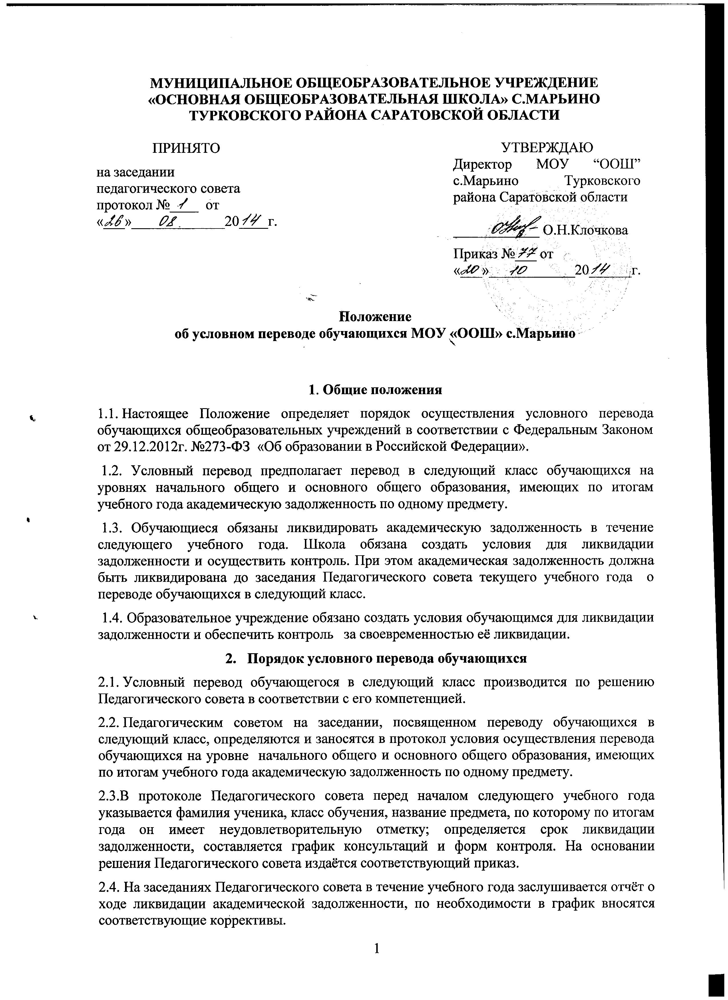 МУНИЦИПАЛЬНОЕ ОБЩЕОБРАЗОВАТЕЛЬНОЕ УЧРЕЖДЕНИЕ
«ОСНОВНАЯ ОБЩЕОБРАЗОВАТЕЛЬНАЯ ШКОЛА» С.МАРЬИНО
ТУРКОВСКОГО РАЙОНА САРАТОВСКОЙ ОБЛАСТИ
ПРИНЯТО
на заседании
педагогического совета
протокол № 1 от
«26» 08. 2014 г.
УТВЕРЖДАЮ
Директор МОУ “ООШ”
с.Марьино Турковского
района Саратовской области
О.Н.Клочкова
Приказ № 77 от
«20» 10 2014 г.
Положение
об условном переводе обучающихся МОУ «ООШ» с.Марьино
1. Общие положения
1.1. Настоящее Положение определяет порядок осуществления условного перевода
обучающихся общеобразовательных учреждений в соответствии с Федеральным Законом
от 29.12.2012г. №273-ФЗ «Об образовании в Российской Федерации».
1.2. Условный перевод предполагает перевод в следующий класс обучающихся на
уровнях начального общего и основного общего образования, имеющих по итогам
учебного года академическую задолженность по одному предмету.
1.3. Обучающиеся обязаны ликвидировать академическую задолженность в течение
следующего учебного года. Школа обязана создать условия для ликвидации
задолженности и осуществить контроль. При этом академическая задолженность должна
быть ликвидирована до заседания Педагогического совета текущего учебного года о
переводе обучающихся в следующий класс.
1.4. Образовательное учреждение обязано создать условия обучающимся для ликвидации
задолженности и обеспечить контроль за своевременностью её ликвидации.
2. Порядок условного перевода обучающихся
2.1. Условный перевод обучающегося в следующий класс производится по решению
Педагогического совета в соответствии с его компетенцией.
2.2. Педагогическим советом на заседании, посвященном переводу обучающихся в
следующий класс, определяются и заносятся в протокол условия осуществления перевода
обучающихся на уровне начального общего и основного общего образования, имеющих
по итогам учебного года академическую задолженность по одному предмету.
2.3.В протоколе Педагогического совета перед началом следующего учебного года
указывается фамилия ученика, класс обучения, название предмета, по которому по итогам
года он имеет неудовлетворительную отметку; определяется срок ликвидации
задолженности, составляется график консультаций и форм контроля. На основании
решения Педагогического совета издаётся соответствующий приказ.
2.4. На заседаниях Педагогического совета в течение учебного года заслушивается отчёт о
ходе ликвидации академической задолженности, по необходимости в график вносятся
соответствующие коррективы.
1